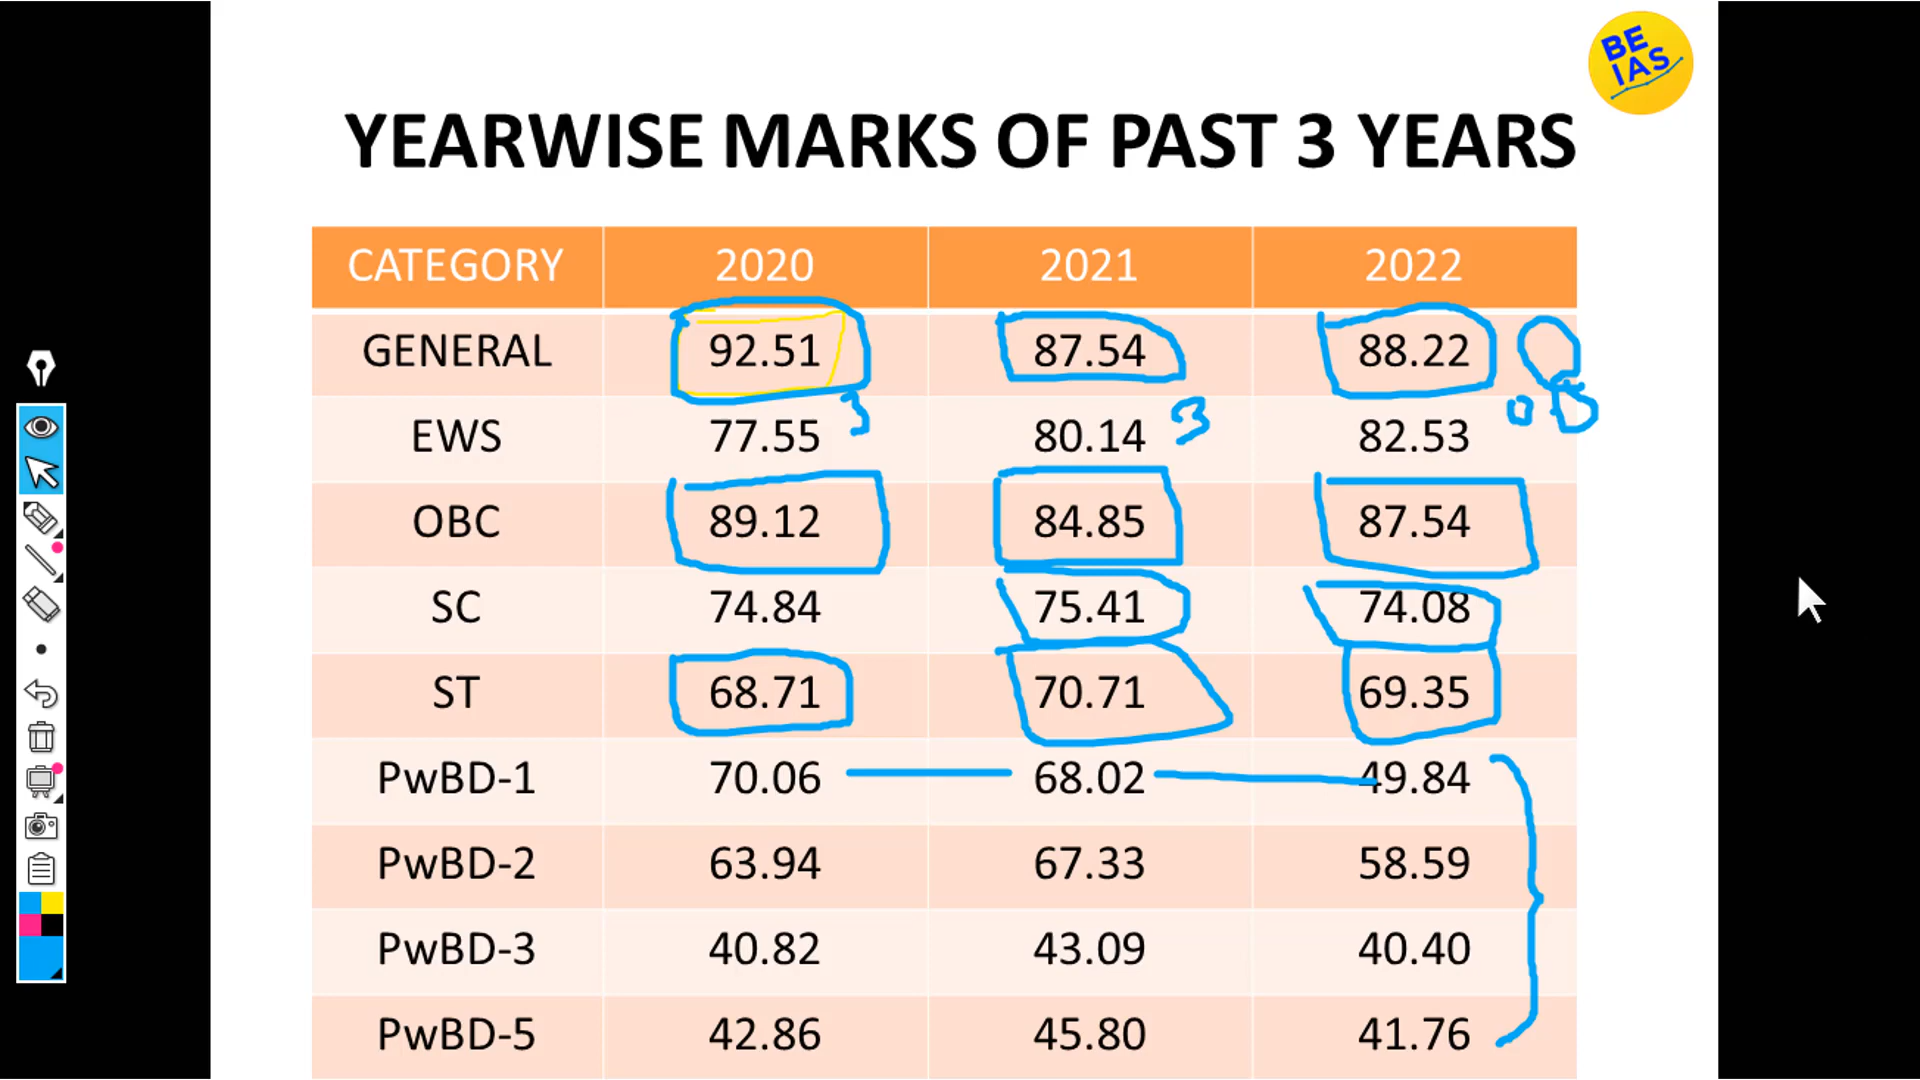 BE
IAS
YEARWISE MARKS OF PAST 3 YEARS
CATEGORY 2020 2021 2022
GENERAL 92.51 87.54 88.22
EWS 77.55 80.14 82.53
OBC 89.12 84.85 87.54
SC 74.84 75.41 74.08
ST 68.71 70.71 69.35
PwBD-1 70.06 68.02 49.84
PwBD-2 63.94 67.33 58.59
PwBD-3 40.82 43.09 40.40
PwBD-5 42.86 45.80 41.76